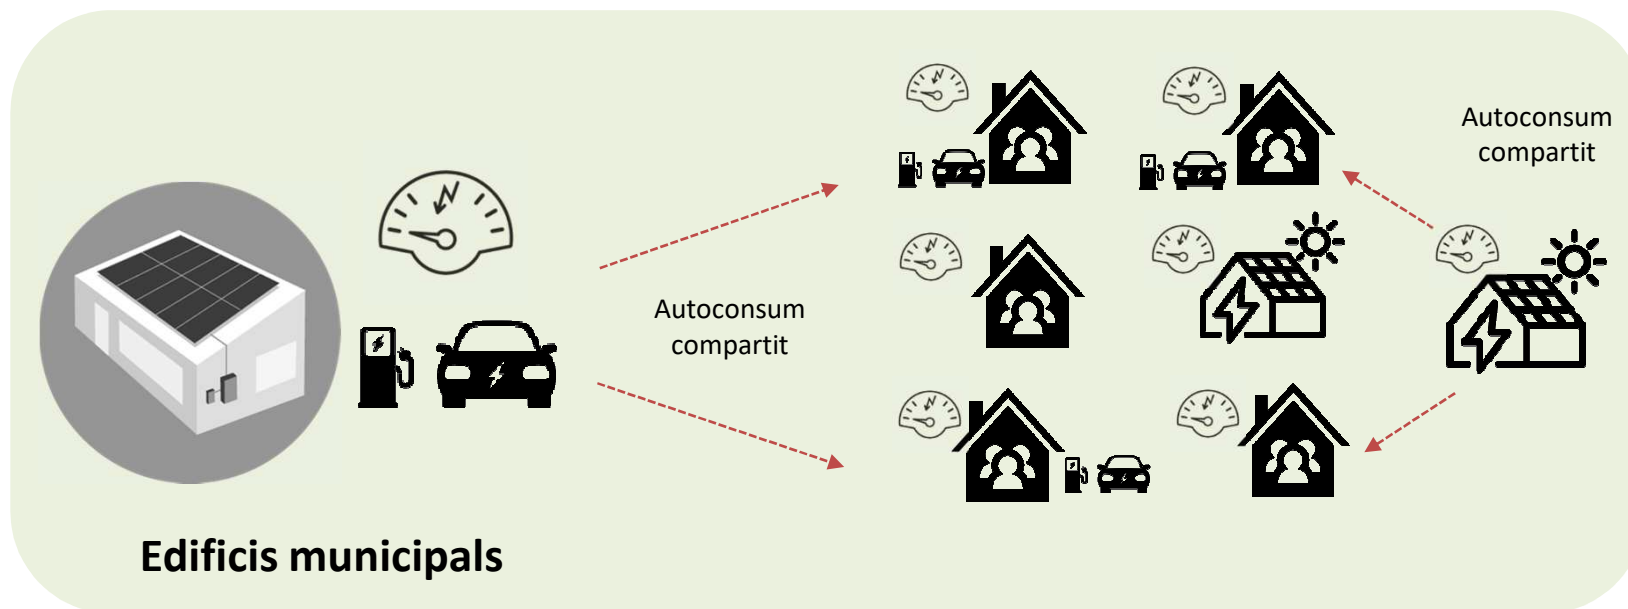 Autoconsum
compartit
Autoconsum
compartit
Edificis municipals